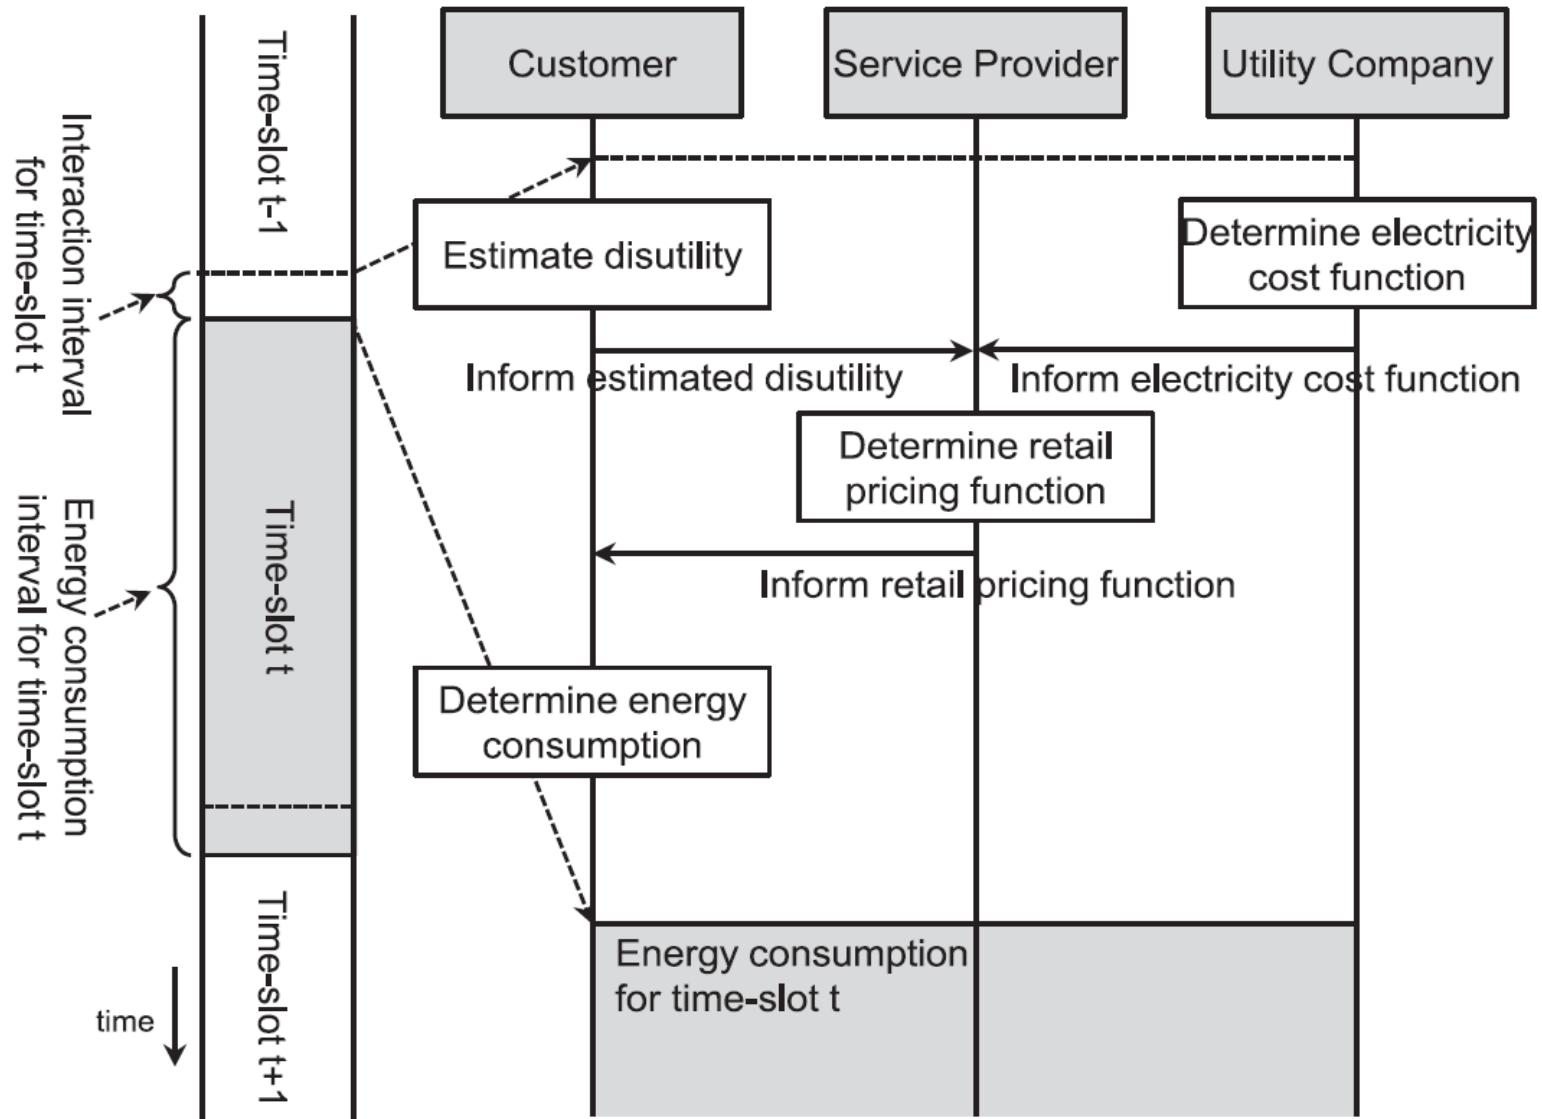 Customer
Service Provider
Utility Company
Time-slot t-1
Interaction interval
for time-slot t
Estimate disutility
Determine electricity
cost function
Inform estimated disutility
Inform electricity cost function
Determine retail
pricing function
Inform retail pricing function
Time-slot t
Energy consumption
interval for time-slot t
Determine energy
consumption
Energy consumption
for time-slot t
Time-slot t+1
time